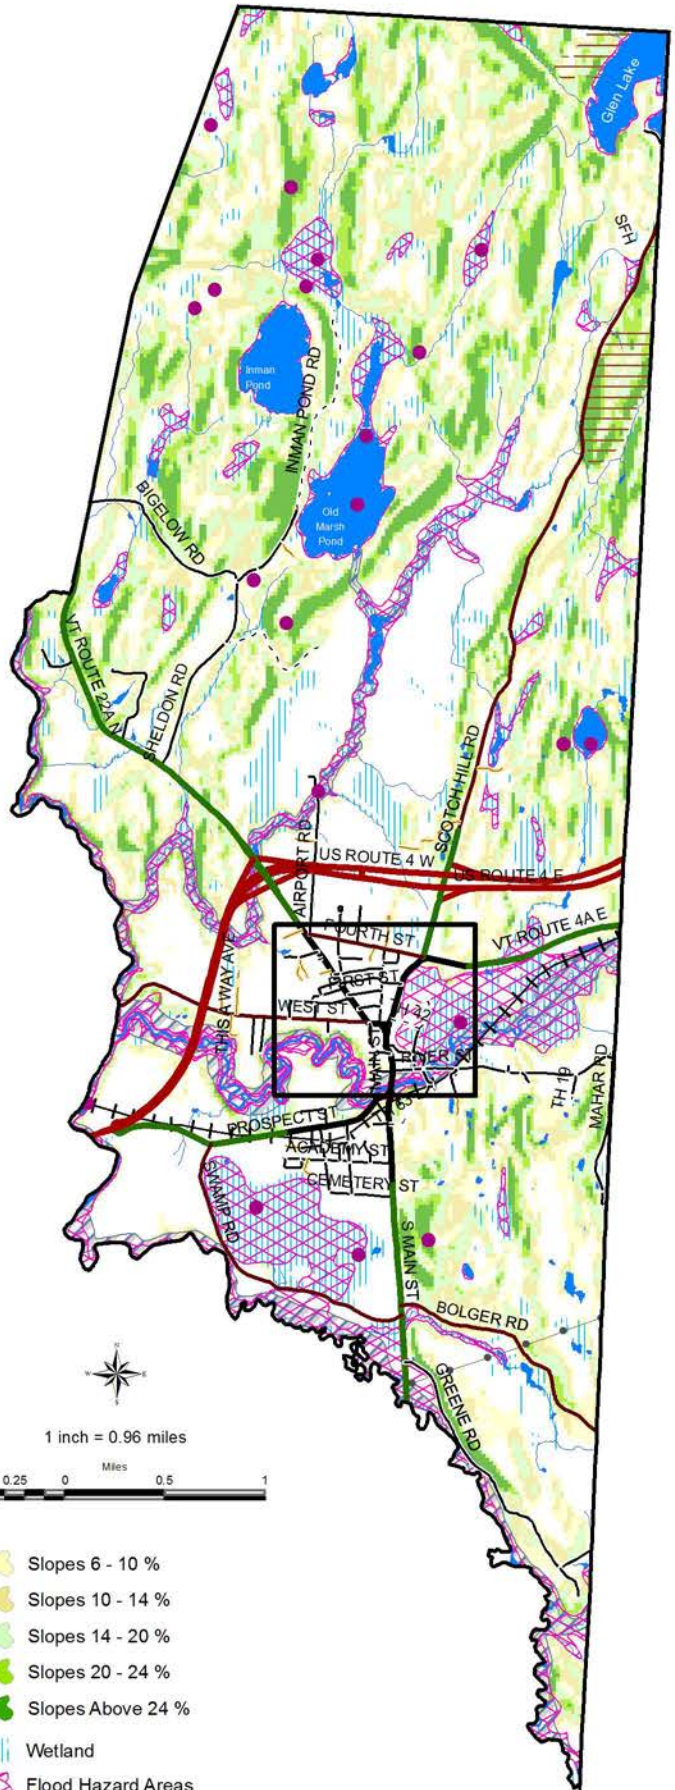 Glen Lake
SFH
Inman
Pond
INMAN POND RD
Old
Marsh
Pond
BIGELOW RD
VT ROUTE 22A N
SHELDON RD
SCOTCH HILL RD
AIRPORT RD
US ROUTE 4 W
US ROUTE 4 E
FOURTH ST
VT ROUTE 4A E
FIRST ST
WEST ST
THIS A WAY AVE
MAIN ST
RIVER ST
TH 19
MAHAR RD
PROSPECT ST
ACADEMY ST
CEMETERY ST
SWAMP RD
S MAIN ST
BOLGER RD
GREENE RD
N
W E
S
1 inch = 0.96 miles
Miles
0.25 0 0.5 1
Slopes 6 - 10 %
Slopes 10 - 14 %
Slopes 14 - 20 %
Slopes 20 - 24 %
Slopes Above 24 %
Wetland
Flood Hazard Areas